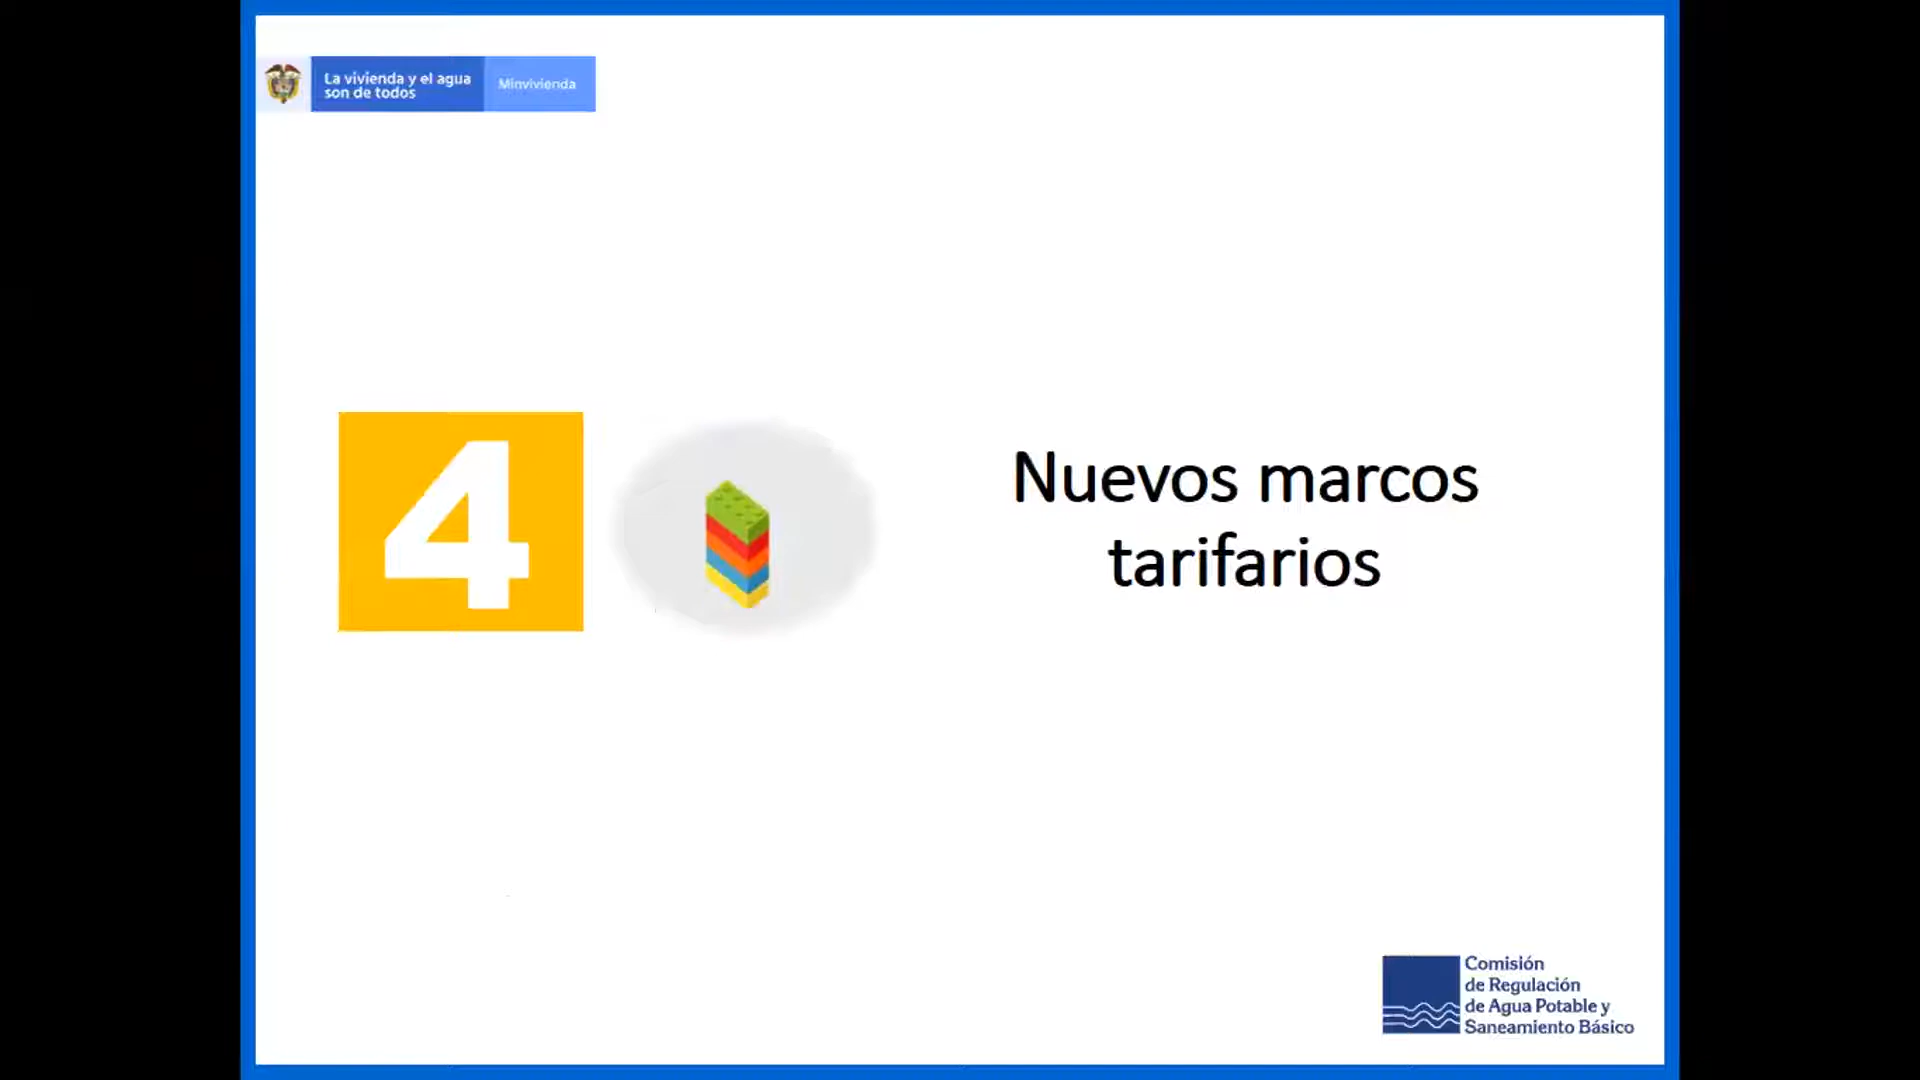 La vivienda y el agua
son de todos
Minvivienda
4
Nuevos marcos
tarifarios
Comisión
de Regulación
de Agua Potable y
Saneamiento Básico